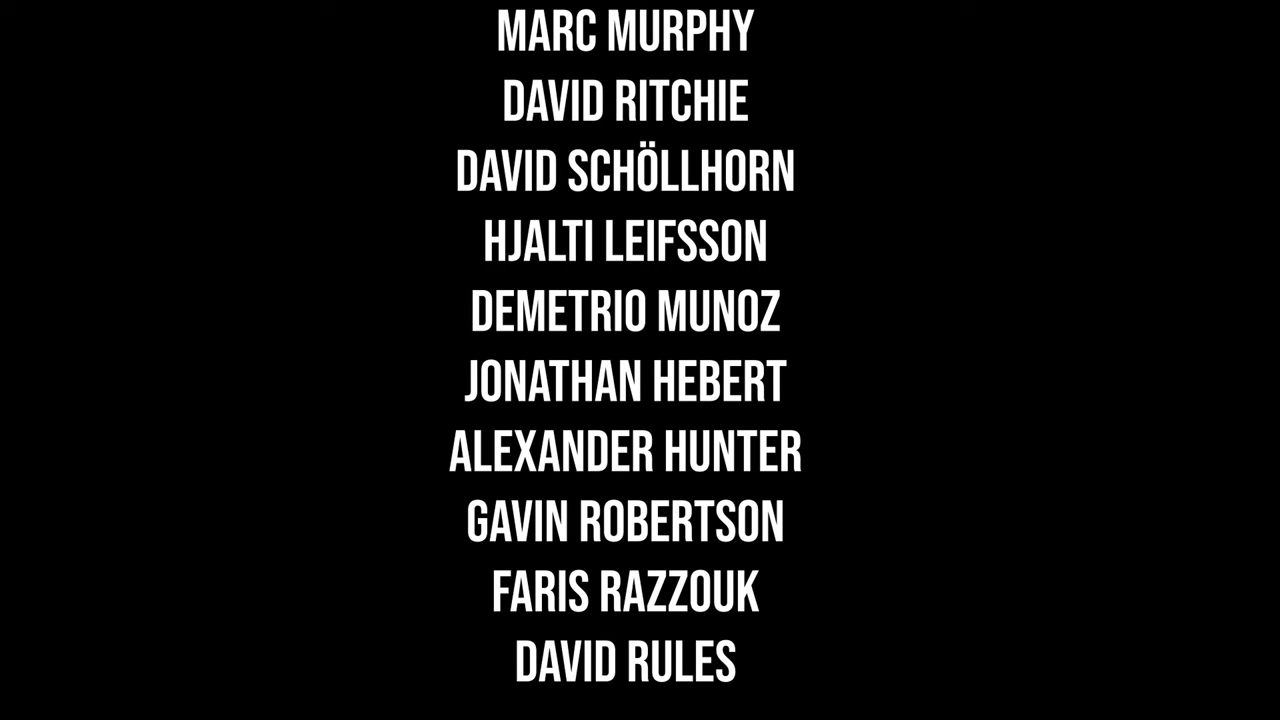 MARC MURPHY
DAVID RITCHIE
DAVID SCHÖLLHORN
HJALTI LEIFSSON
DEMETRIO MUNOZ
JONATHAN HEBERT
ALEXANDER HUNTER
GAVIN ROBERTSON
FARIS RAZZOUK
DAVID RULES